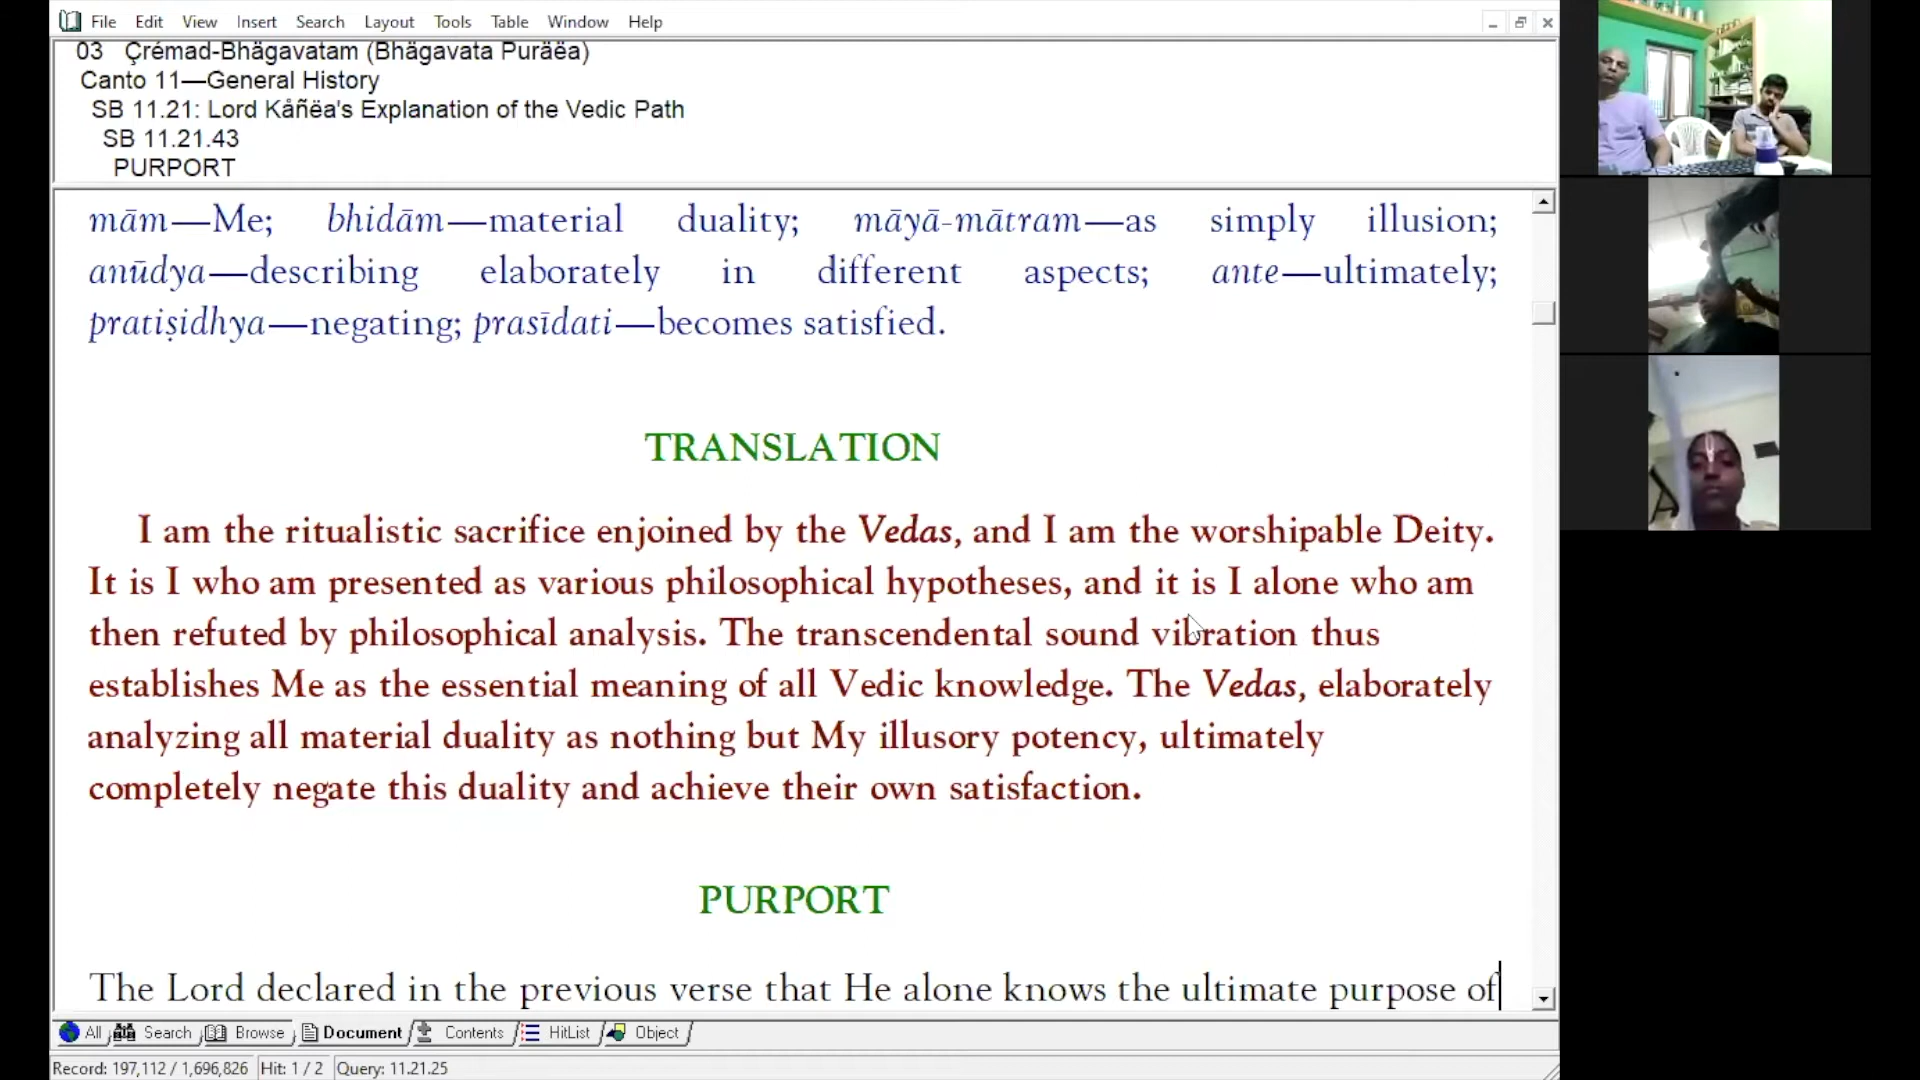 File Edit View Insert Search Layout Tools Table Window Help
03 Çrémad-Bhägavatam (Bhägavata Puräëa)
Canto 11—General History
SB 11.21: Lord Kåñëa's Explanation of the Vedic Path
SB 11.21.43
PURPORT
mām—Me; bhidām—material duality; māyā-mātram—as simply illusion;
anūdya—describing elaborately in different aspects; ante—ultimately;
pratiṣidhya—negating; prasīdati—becomes satisfied.
TRANSLATION
I am the ritualistic sacrifice enjoined by the Vedas, and I am the worshipable Deity.
It is I who am presented as various philosophical hypotheses, and it is I alone who am
then refuted by philosophical analysis. The transcendental sound vibration thus
establishes Me as the essential meaning of all Vedic knowledge. The Vedas, elaborately
analyzing all material duality as nothing but My illusory potency, ultimately
completely negate this duality and achieve their own satisfaction.
PURPORT
The Lord declared in the previous verse that He alone knows the ultimate purpose of
All Search Browse Document Contents HitList Object
Record: 197,112 / 1,696,826 Hit: 1 / 2 Query: 11.21.25